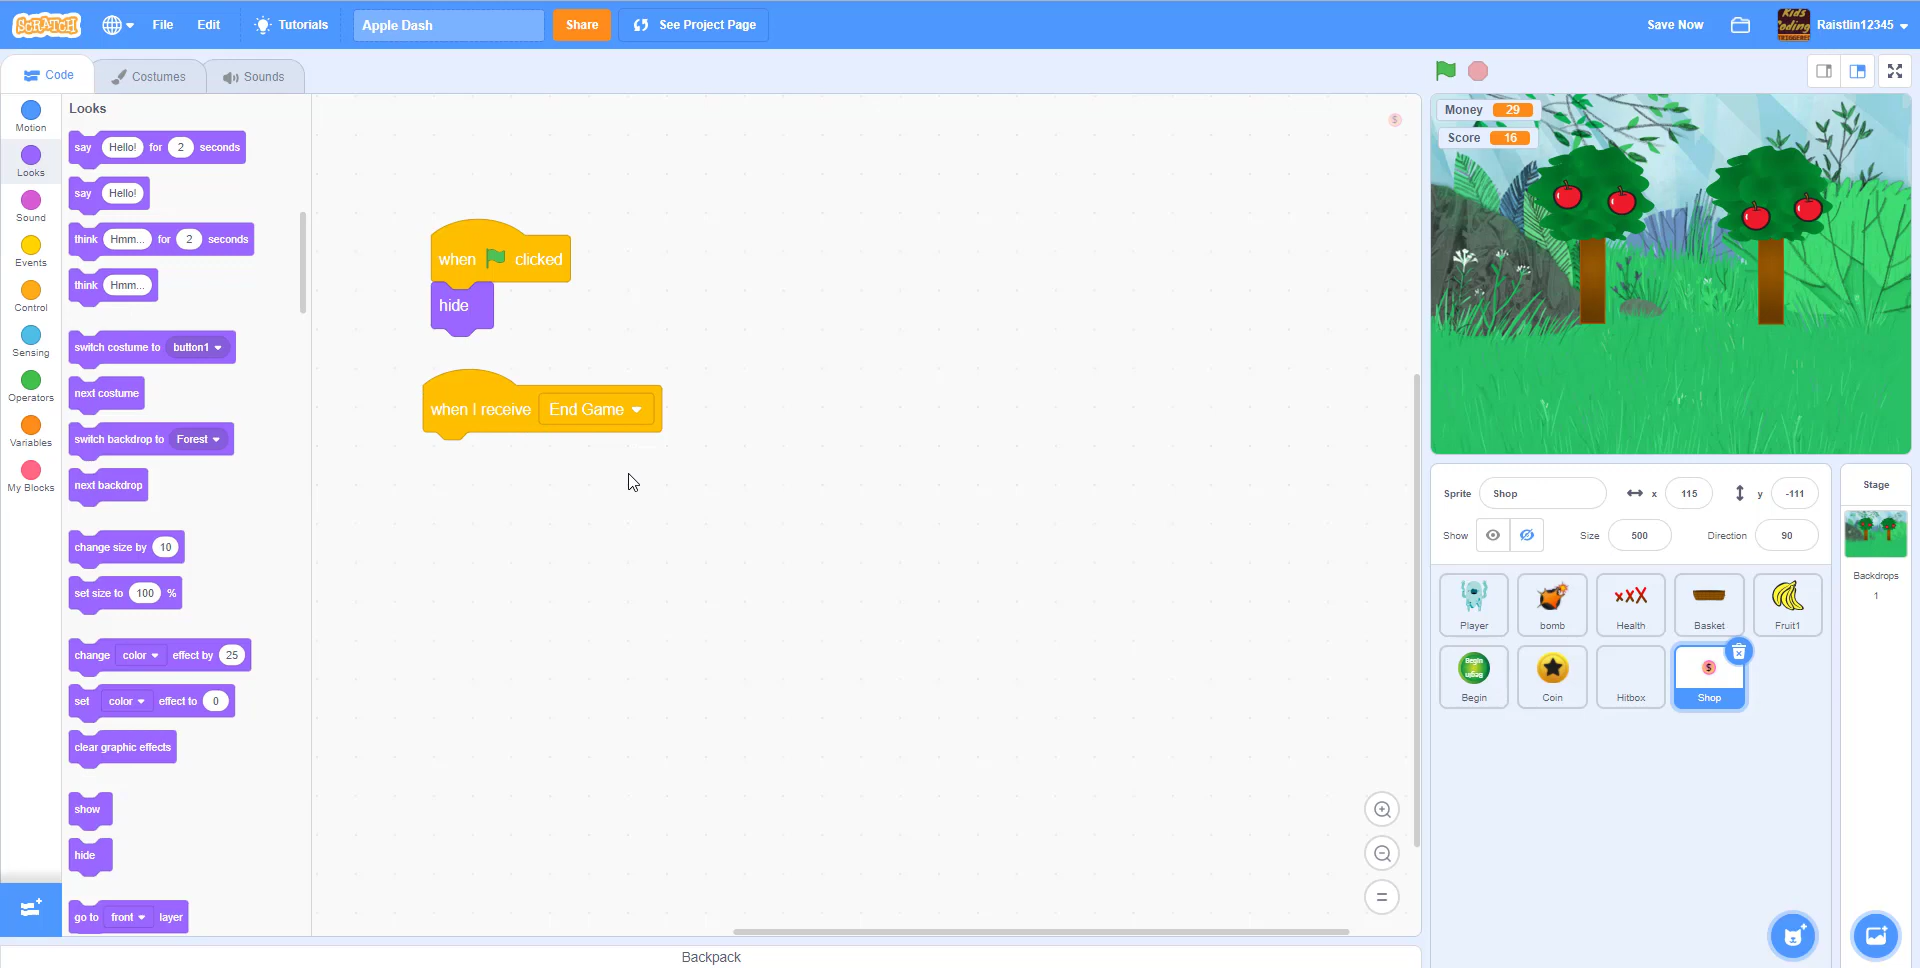 SCRATCH
File
Edit
Tutorials
Apple Dash
Share
See Project Page
Save Now
Raistlin12345
Code
Costumes
Sounds
Motion
Looks
Sound
Events
Control
Sensing
Operators
Variables
My Blocks
Looks
say Hello! for 2 seconds
say Hello!
think Hmm... for 2 seconds
think Hmm...
switch costume to button1
next costume
switch backdrop to Forest
next backdrop
change size by 10
set size to 100 %
change color effect by 25
set color effect to 0
clear graphic effects
show
hide
go to front layer
when clicked
hide
when I receive End Game
$
=
Backpack
Money 29
Score 16
Sprite Shop x 115 y -111
Show Size 500 Direction 90
Player
bomb
xxX
Health
Basket
Fruit1
Begin
Begin
Coin
Hitbox
$
Shop
Stage
Backdrops
1